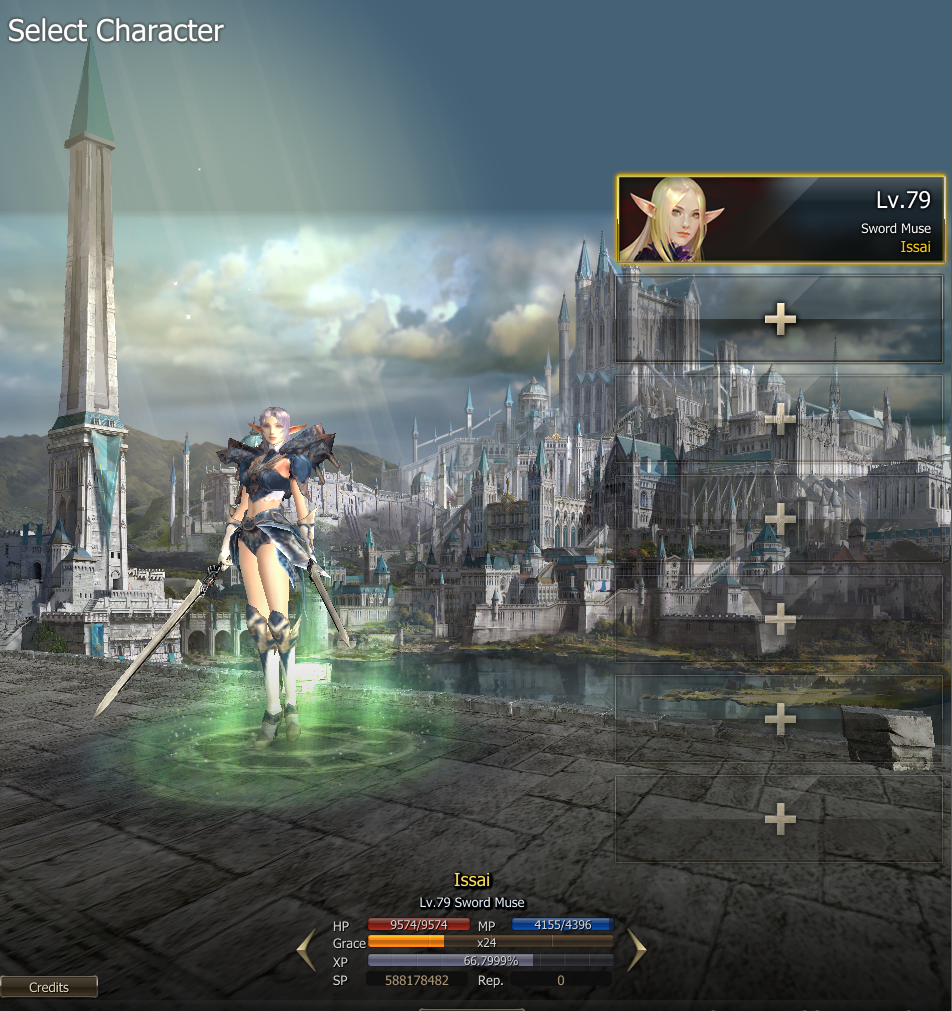 Select Character
Lv.79
Sword Muse
Issai
Issai
Lv.79 Sword Muse
HP 9574/9574 MP 4155/4396
Grace x24
XP 66.7999%
SP 588178482 Rep. 0
Credits